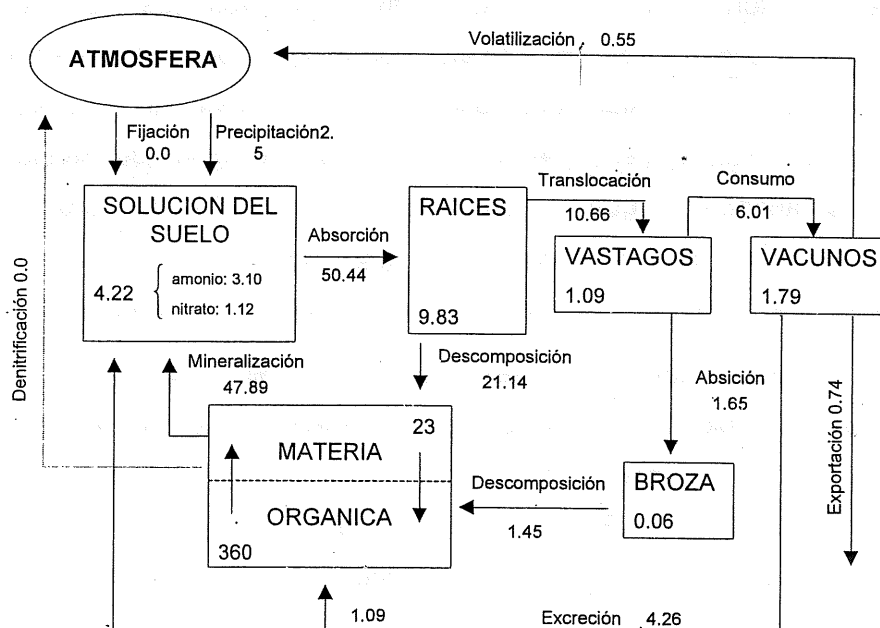 Volatilización 0.55
ATMOSFERA
Fijación
0.0
Precipitación2.
5
Translocación
10.66
Consumo
6.01
SOLUCION DEL
SUELO
4.22
amonio: 3.10
nitrato: 1.12
Absorción
50.44
RAICES
9.83
VASTAGOS
1.09
VACUNOS
1.79
Denitrificación 0.0
Mineralización
47.89
Descomposición
21.14
Absición
1.65
Exportación 0.74
23
MATERIA
ORGANICA
360
Descomposición
1.45
BROZA
0.06
1.09
Excreción 4.26